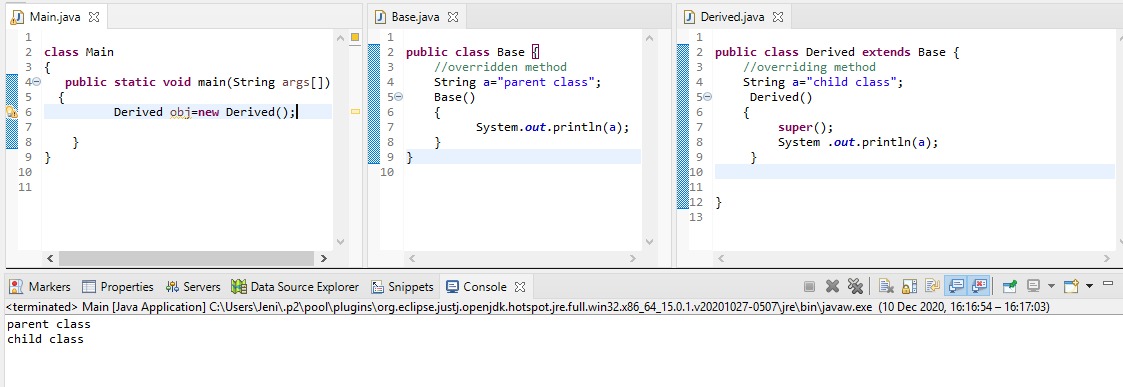 Main.java
1
2 class Main
3 {
4 public static void main(String args[])
5 {
6 Derived obj=new Derived();
7
8 }
9 }
10
11
Base.java
1
2 public class Base {
3 //overridden method
4 String a="parent class";
5 Base()
6 {
7 System.out.println(a);
8 }
9 }
10
Derived.java
1
2 public class Derived extends Base {
3 //overriding method
4 String a="child class";
5 Derived()
6 {
7 super();
8 System .out.println(a);
9 }
10
11
12 }
13
Markers Properties Servers Data Source Explorer Snippets Console
<terminated> Main [Java Application] C:\Users\Jeni\.p2\pool\plugins\org.eclipse.justj.openjdk.hotspot.jre.full.win32.x86_64_15.0.1.v20201027-0507\jre\bin\javaw.exe (10 Dec 2020, 16:16:54 – 16:17:03)
parent class
child class